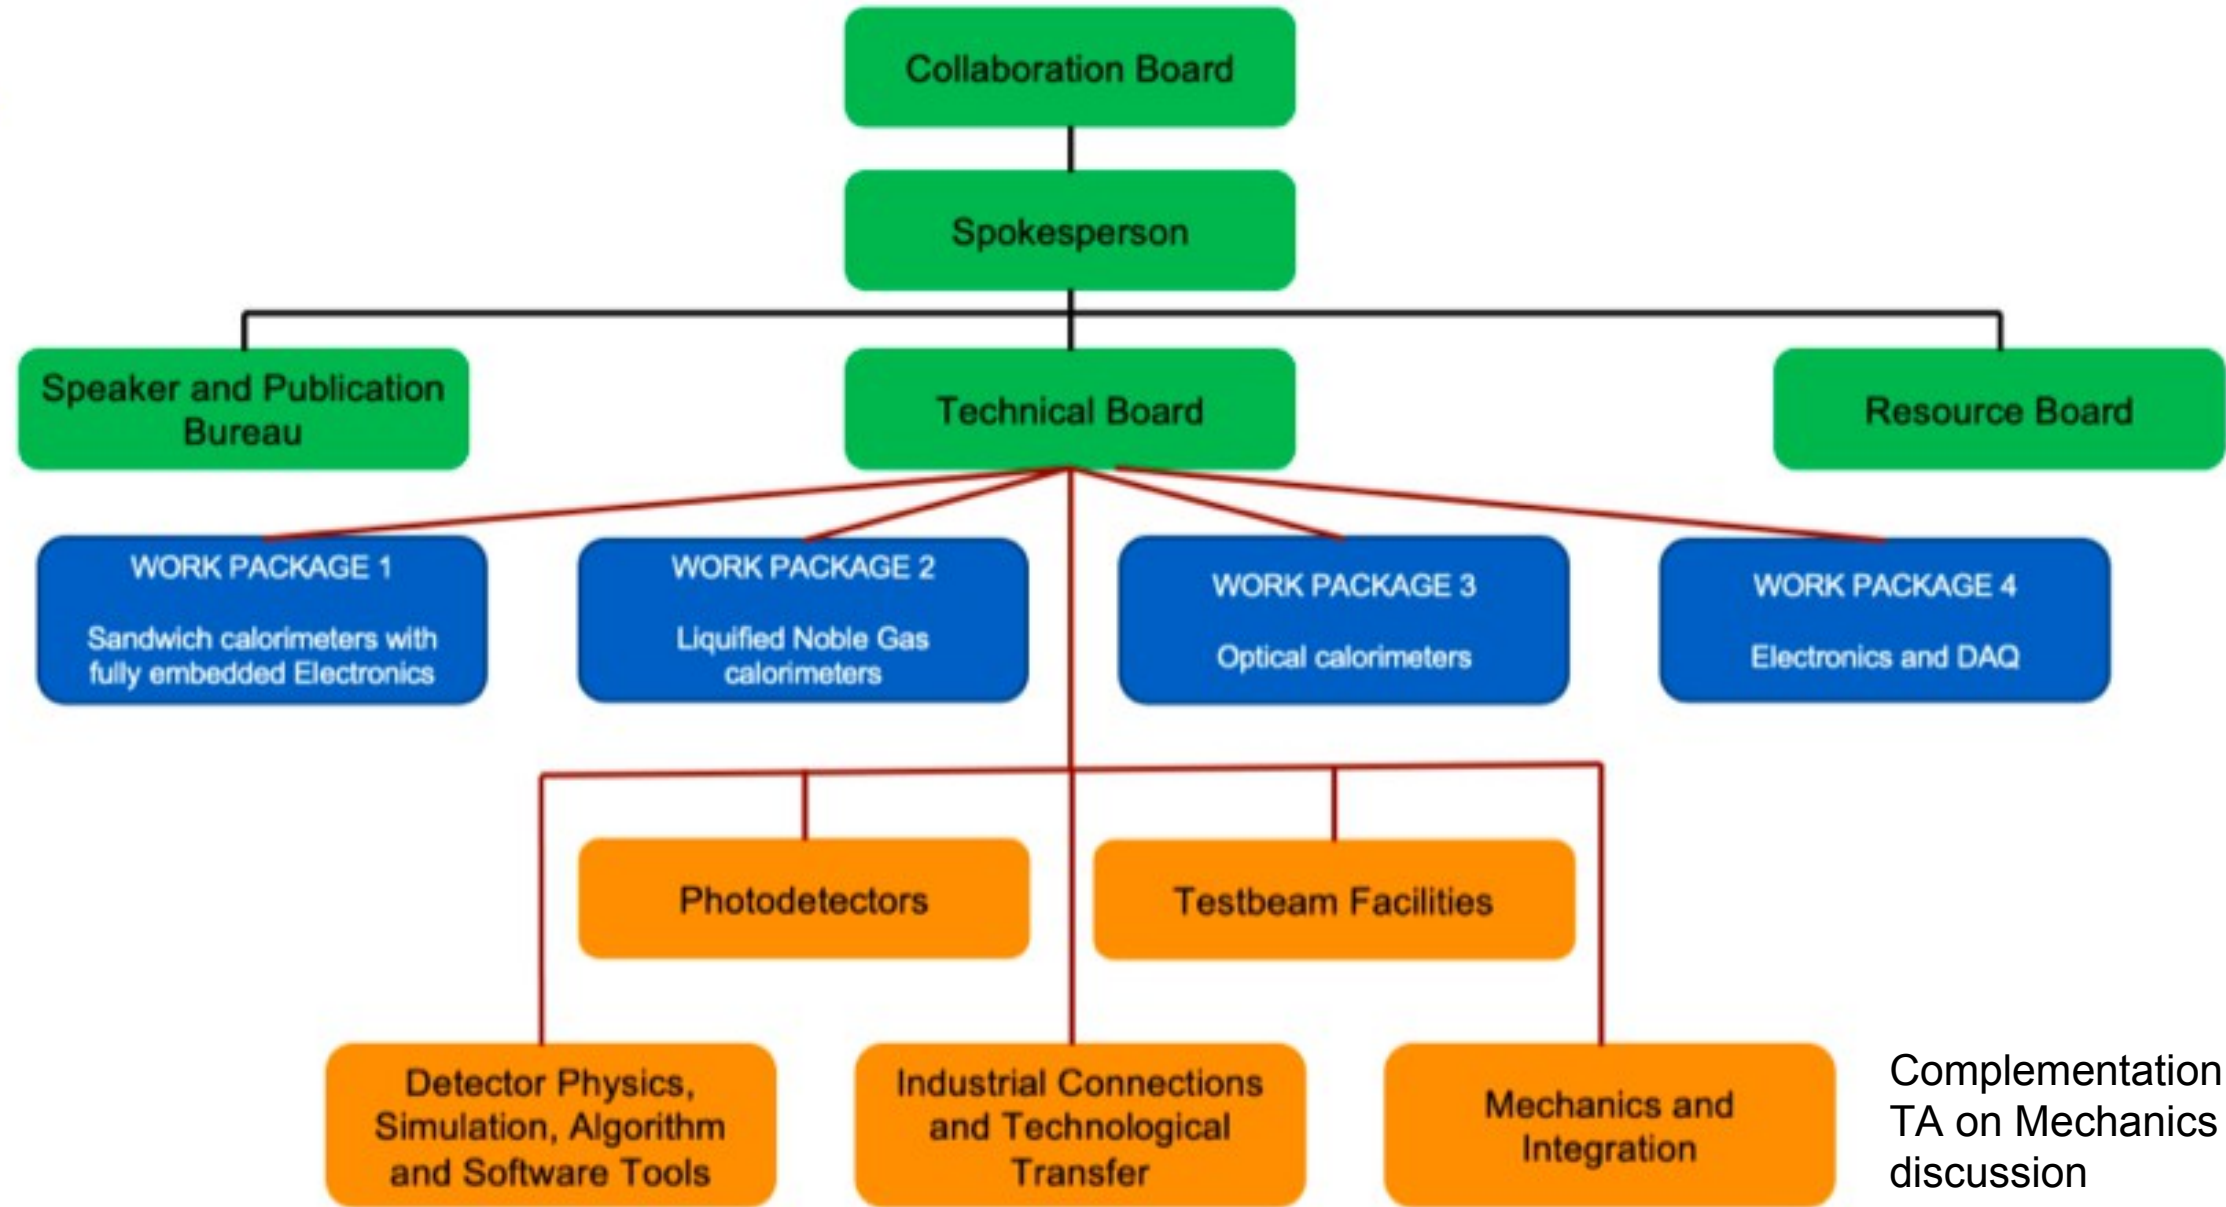 Collaboration Board
Spokesperson
Speaker and Publication
Bureau
Technical Board
Resource Board
WORK PACKAGE 1
Sandwich calorimeters with
fully embedded Electronics
WORK PACKAGE 2
Liquified Noble Gas
calorimeters
WORK PACKAGE 3
Optical calorimeters
WORK PACKAGE 4
Electronics and DAQ
Photodetectors
Testbeam Facilities
Detector Physics,
Simulation, Algorithm
and Software Tools
Industrial Connections
and Technological
Transfer
Mechanics and
Integration
Complementation
TA on Mechanics
discussion